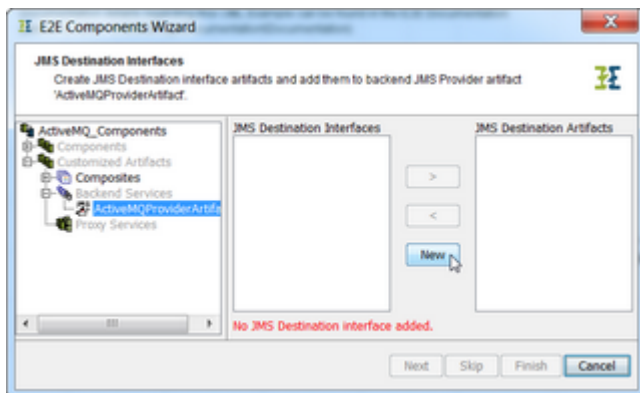 E2E Components Wizard
JMS Destination Interfaces
Create JMS Destination interface artifacts and add them to backend JMS Provider artifact
'ActiveMQProviderArtifact'.
ActiveMQ_Components
Components
Customized Artifacts
Composites
Backend Services
ActiveMQProviderArtifa
Proxy Services
JMS Destination Interfaces
JMS Destination Artifacts
>
<
New
No JMS Destination interface added.
Next
Skip
Finish
Cancel